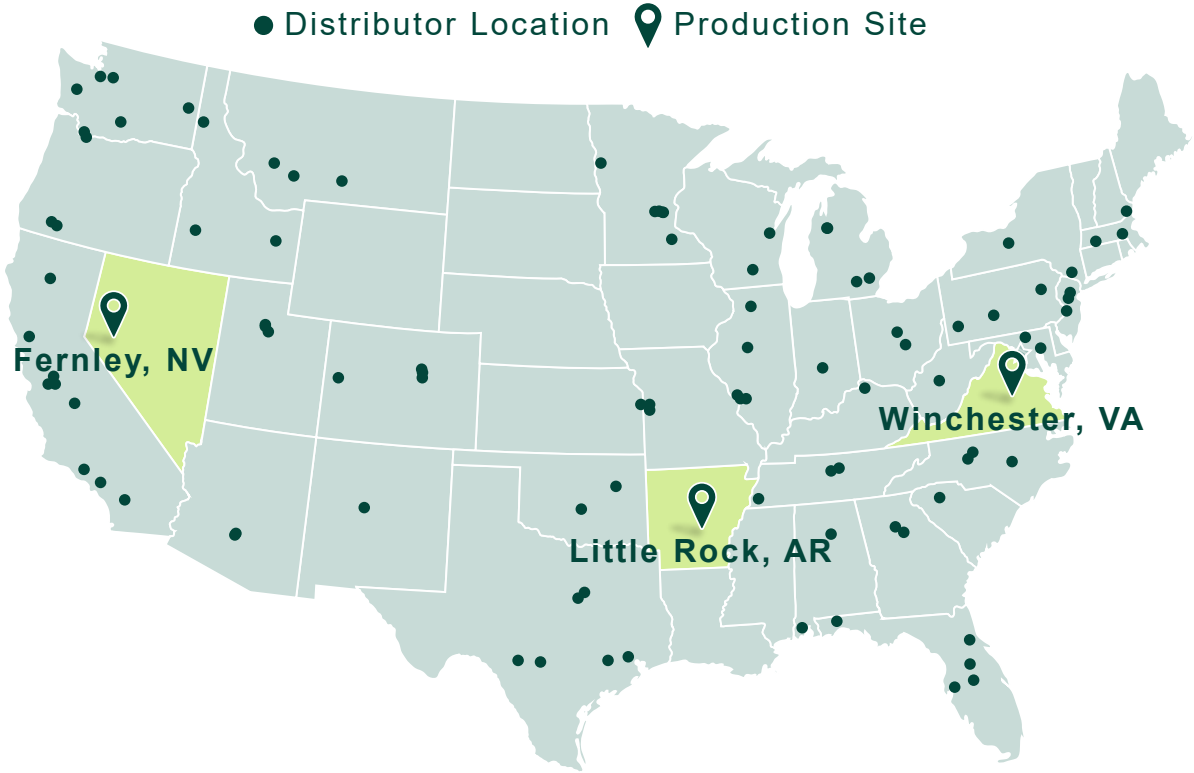 Distributor Location Production Site
Fernley, NV
Winchester, VA
Little Rock, AR